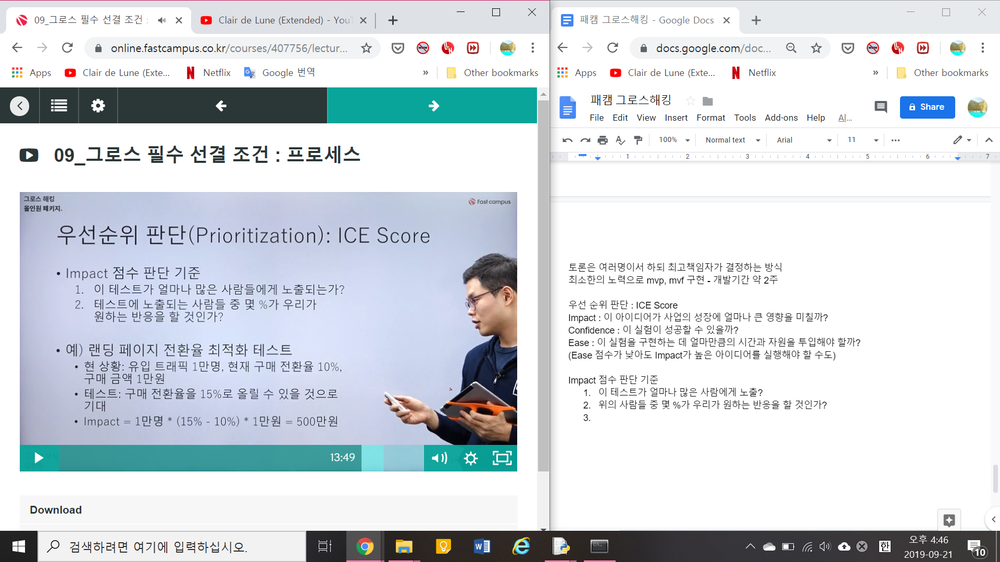 09_그로스 필수 선결 조건 :
Clair de Lune (Extended) - You
online.fastcampus.co.kr/courses/407756/lectur...
Apps
Clair de Lune (Exte...
Netflix
Google 번역
»
Other bookmarks
09_그로스 필수 선결 조건 : 프로세스
그로스 해킹
올인원 패키지.
Fast campus
우선순위 판단(Prioritization): ICE Score
• Impact 점수 판단 기준
1. 이 테스트가 얼마나 많은 사람들에게 노출되는가?
2. 테스트에 노출되는 사람들 중 몇 %가 우리가
원하는 반응을 할 것인가?
• 예) 랜딩 페이지 전환율 최적화 테스트
• 현 상황: 유입 트래픽 1만명, 현재 구매 전환율 10%,
구매 금액 1만원
• 테스트: 구매 전환율을 15%로 올릴 수 있을 것으로
기대
• Impact = 1만명 * (15% - 10%) * 1만원 = 500만원
13:49
Download
패캠 그로스해킹 - Google Docs
docs.google.com/doc...
Apps
Clair de Lune (Exte...
Netflix
»
Other bookmarks
패캠 그로스해킹
Share
File Edit View Insert Format Tools Add-ons Help Al...
100% Normal text Arial 11
1 2 3 4 5 6 7
토론은 여러명이서 하되 최고책임자가 결정하는 방식
최소한의 노력으로 mvp, mvf 구현 - 개발기간 약 2주
우선 순위 판단 : ICE Score
Impact : 이 아이디어가 사업의 성장에 얼마나 큰 영향을 미칠까?
Confidence : 이 실험이 성공할 수 있을까?
Ease : 이 실험을 구현하는 데 얼마만큼의 시간과 자원을 투입해야 할까?
(Ease 점수가 낮아도 Impact가 높은 아이디어를 실행해야 할 수도)
Impact 점수 판단 기준
1. 이 테스트가 얼마나 많은 사람에게 노출?
2. 위의 사람들 중 몇 %가 우리가 원하는 반응을 할 것인가?
3.
검색하려면 여기에 입력하십시오.
한
오후 4:46
2019-09-21
10